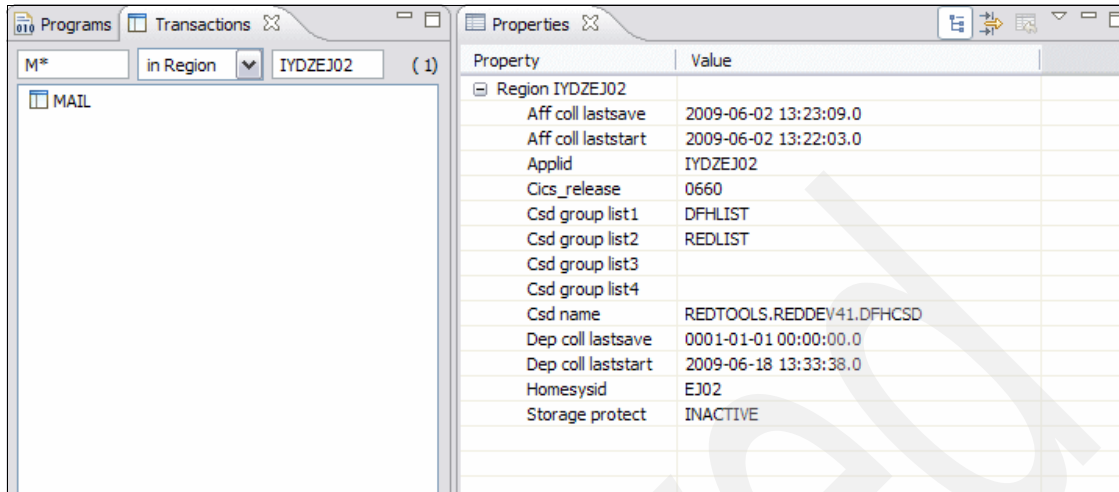 Programs Transactions
M* in Region IYDZEJ02 (1)
MAIL
Properties
Property Value
Region IYDZEJ02
Aff coll lastsave 2009-06-02 13:23:09.0
Aff coll laststart 2009-06-02 13:22:03.0
Applid IYDZEJ02
Cics_release 0660
Csd group list1 DFHLIST
Csd group list2 REDLIST
Csd group list3
Csd group list4
Csd name REDTOOLS.REDDEV41.DFHCSD
Dep coll lastsave 0001-01-01 00:00:00.0
Dep coll laststart 2009-06-18 13:33:38.0
Homesysid EJ02
Storage protect INACTIVE